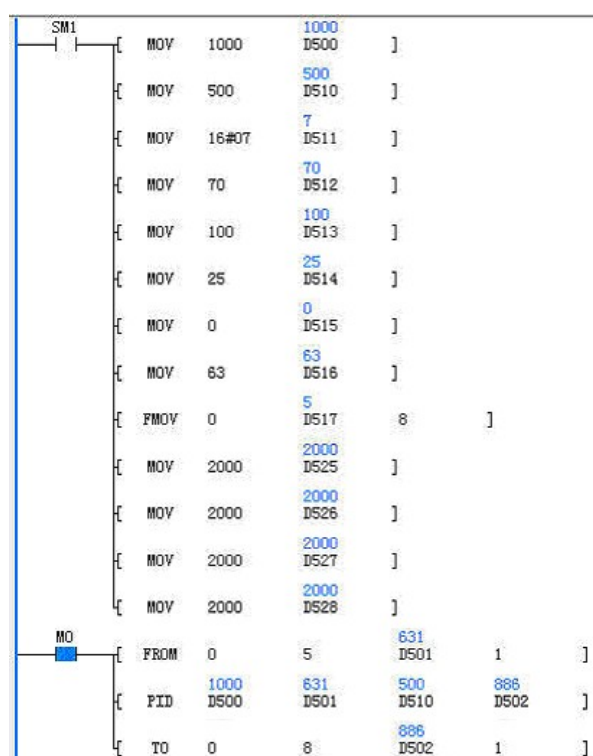 SM1 1000
[ MOV 1000 D500 ]
500
[ MOV 500 D510 ]
7
[ MOV 16#07 D511 ]
70
[ MOV 70 D512 ]
100
[ MOV 100 D513 ]
25
[ MOV 25 D514 ]
0
[ MOV 0 D515 ]
63
[ MOV 63 D516 ]
5
[ FMOV 0 D517 8 ]
2000
[ MOV 2000 D525 ]
2000
[ MOV 2000 D526 ]
2000
[ MOV 2000 D527 ]
2000
[ MOV 2000 D528 ]
M0 631
[ FROM 0 5 D501 1 ]
1000 631 500 886
[ PID D500 D501 D510 D502 ]
886
[ TO 0 8 D502 1 ]